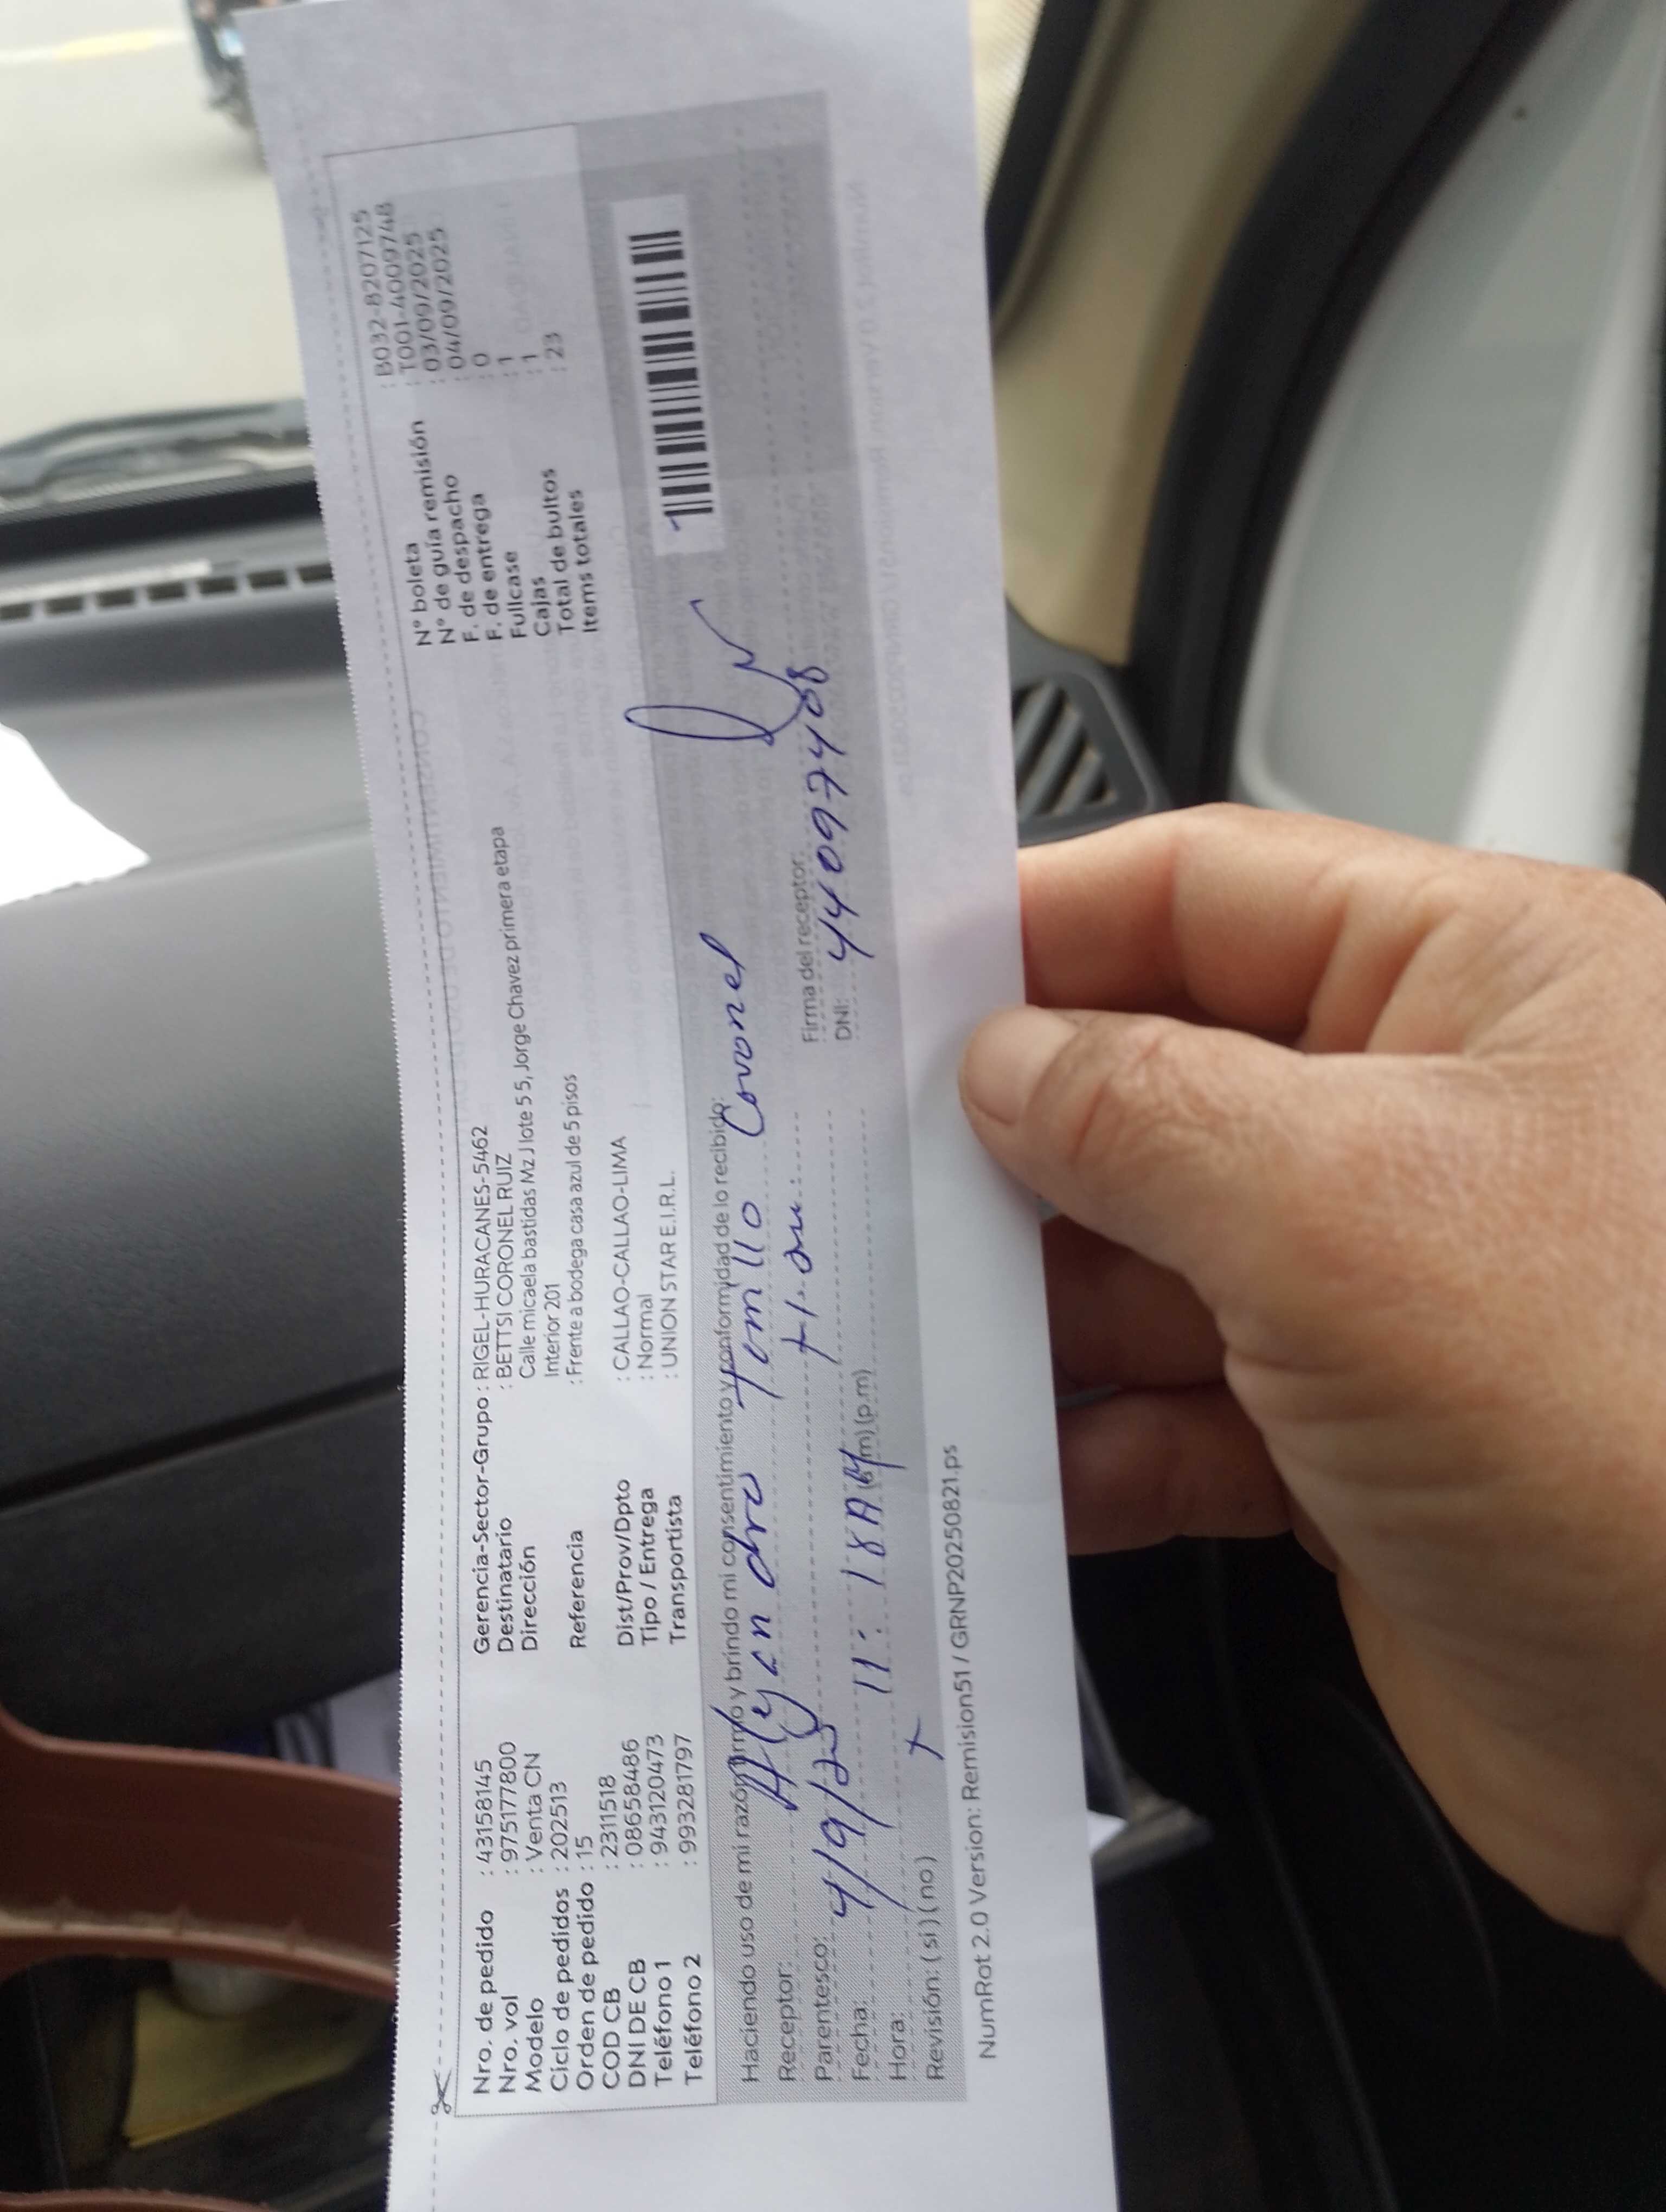 Nro. de pedido : 43158145
Nro. vol : 975177800
Modelo : Venta CN
Ciclo de pedidos : 202513
Orden de pedido : 15
COD CB : 2311518
DNI DE CB : 08658486
Teléfono 1 : 943120473
Teléfono 2 : 993281797
Gerencia-Sector-Grupo : RIGEL-HURACANES-5462
Destinatario : BETTSI CORONEL RUIZ
Dirección Calle micaela bastidas Mz J lote 5 5, Jorge Chavez primera etapa
Interior 201
Referencia : Frente a bodega casa azul de 5 pisos
Dist/Prov/Dpto : CALLAO-CALLAO-LIMA
Tipo / Entrega : Normal
Transportista : UNION STAR E.I.R.L.
N° boleta : B032-8207125
N° de guía remisión : T001-4009748
F. de despacho : 03/09/2025
F. de entrega : 04/09/2025
Fullcase : 0
Cajas : 1
Total de bultos : 1
Items totales : 23
Haciendo uso de mi razón firmo y brindo mi consentimiento y conformidad de lo recibido:
Receptor: Coronel
Parentesco: Firma del receptor:
Fecha: 4/9/25 DNI: 44097408
Hora: 11:18 AM (a.m) (p.m)
Revisión: ( si ) ( no )
NumRot 2.0 Version: Remision51 / GRNP20250821.ps